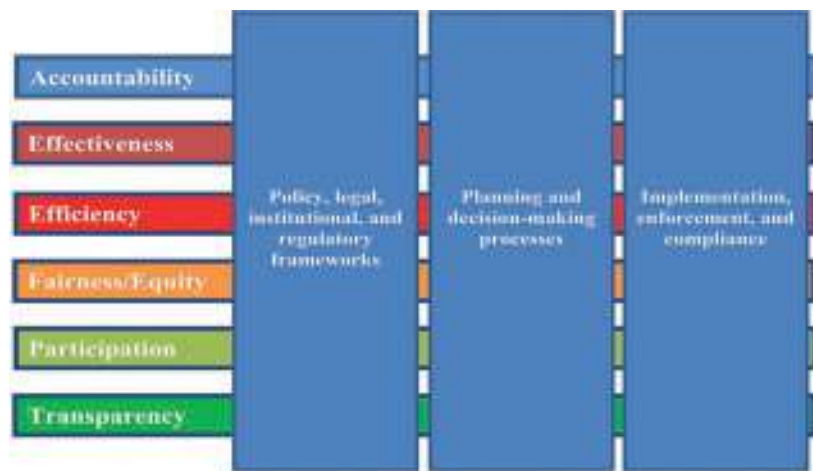 Accountability
Effectiveness
Efficiency
Fairness/Equity
Participation
Transparency
Policy, legal,
institutional, and
regulatory
frameworks
Planning and
decision-making
processes
Implementation,
enforcement, and
compliance